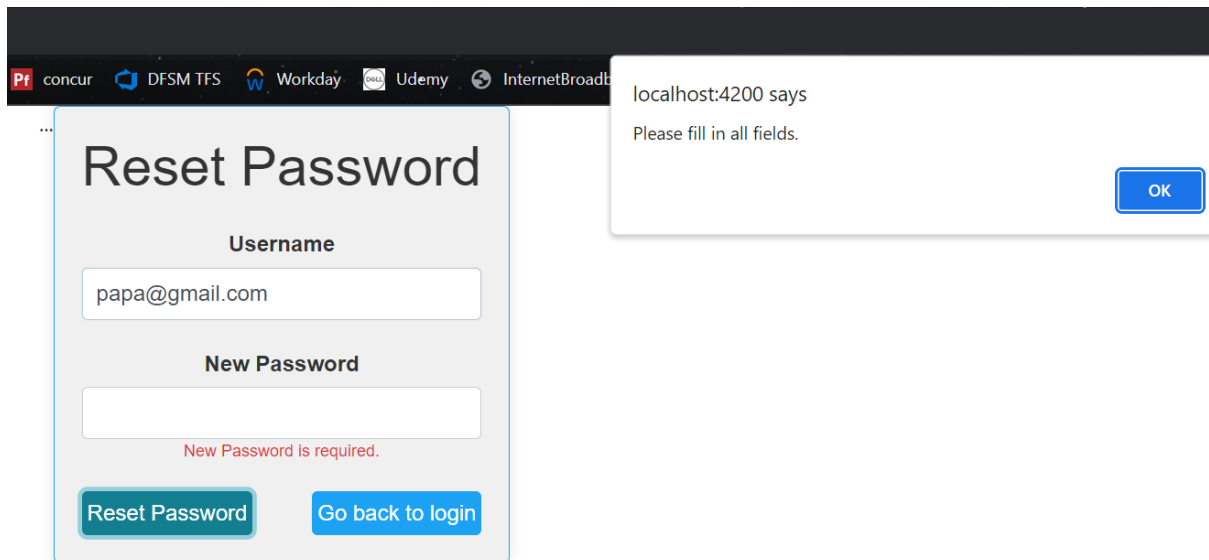 Pf concur DFSM TFS Workday DELL Udemy InternetBroadb
localhost:4200 says
Please fill in all fields.
OK
...
Reset Password
Username
papa@gmail.com
New Password
New Password is required.
Reset Password Go back to login